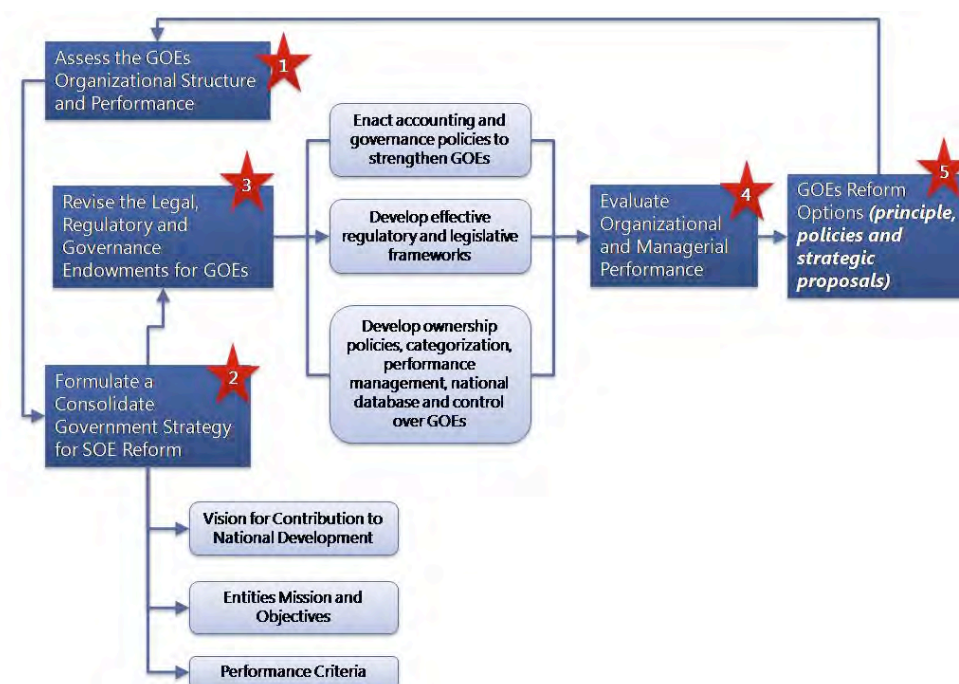 Assess the GOEs
Organizational Structure
and Performance
1
Formulate a
Consolidate
Government Strategy
for SOE Reform
2
Vision for Contribution to
National Development
Entities Mission and
Objectives
Performance Criteria
Revise the Legal,
Regulatory and
Governance
Endowments for GOEs
3
Enact accounting and
governance policies to
strengthen GOEs
Develop effective
regulatory and legislative
frameworks
Develop ownership
policies, categorization,
performance
management, national
database and control
over GOEs
Evaluate
Organizational
and Managerial
Performance
4
GOEs Reform
Options (principle,
policies and
strategic
proposals)
5